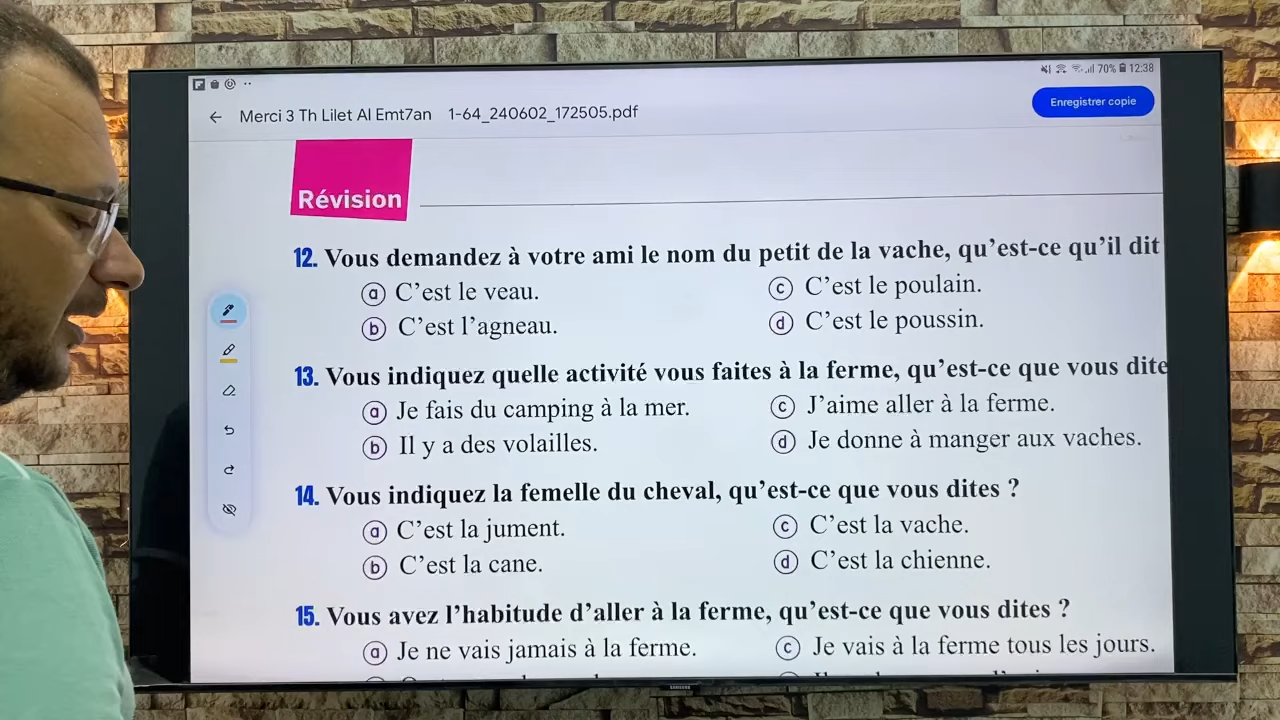 70% 12:38
Merci 3 Th Lilet Al Emt7an 1-64_240602_172505.pdf
Enregistrer copie
Révision
12. Vous demandez à votre ami le nom du petit de la vache, qu'est-ce qu'il dit
ⓐ C'est le veau.
ⓒ C'est le poulain.
ⓑ C'est l'agneau.
ⓓ C'est le poussin.
13. Vous indiquez quelle activité vous faites à la ferme, qu'est-ce que vous dite
ⓐ Je fais du camping à la mer.
ⓒ J'aime aller à la ferme.
ⓑ Il y a des volailles.
ⓓ Je donne à manger aux vaches.
14. Vous indiquez la femelle du cheval, qu'est-ce que vous dites ?
ⓐ C'est la jument.
ⓒ C'est la vache.
ⓑ C'est la cane.
ⓓ C'est la chienne.
15. Vous avez l'habitude d'aller à la ferme, qu'est-ce que vous dites ?
ⓐ Je ne vais jamais à la ferme.
ⓒ Je vais à la ferme tous les jours.
SAMSUNG